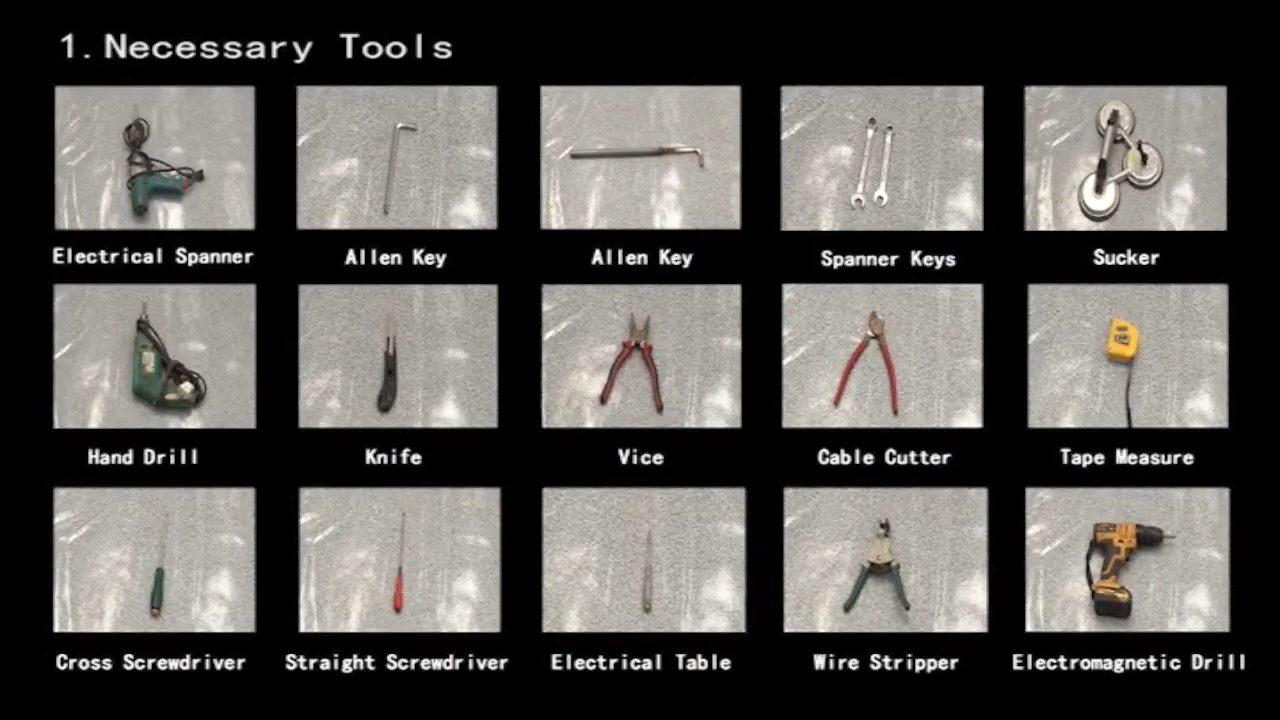 1. Necessary Tools
Electrical Spanner
Allen Key
Allen Key
Spanner Keys
Sucker
Hand Drill
Knife
Vice
Cable Cutter
Tape Measure
Cross Screwdriver
Straight Screwdriver
Electrical Table
Wire Stripper
Electromagnetic Drill